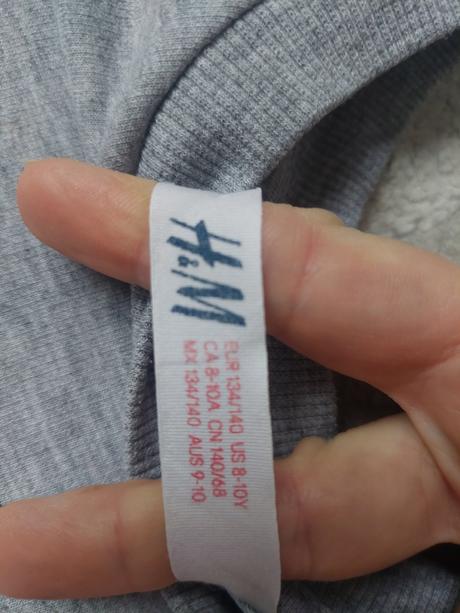 H&M
EUR 134/140 US 8-10Y
CA 8-10A CN 140/68
MX 134/140 AUS 9-10